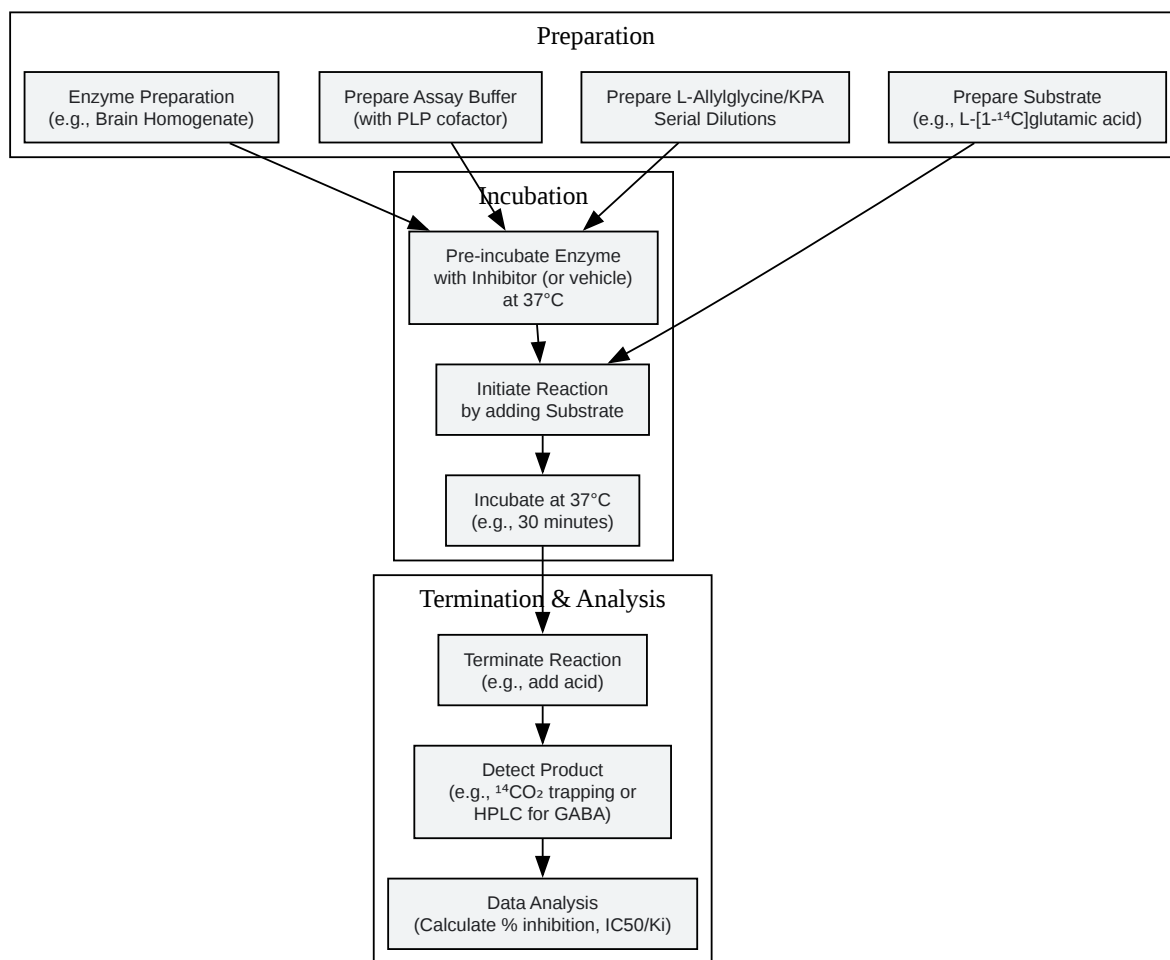 Preparation
Enzyme Preparation
(e.g., Brain Homogenate)
Prepare Assay Buffer
(with PLP cofactor)
Prepare L-Allylglycine/KPA
Serial Dilutions
Prepare Substrate
(e.g., L-[1-¹⁴C]glutamic acid)
Incubation
Pre-incubate Enzyme
with Inhibitor (or vehicle)
at 37°C
Initiate Reaction
by adding Substrate
Incubate at 37°C
(e.g., 30 minutes)
Termination & Analysis
Terminate Reaction
(e.g., add acid)
Detect Product
(e.g., ¹⁴CO₂ trapping or
HPLC for GABA)
Data Analysis
(Calculate % inhibition, IC50/Ki)